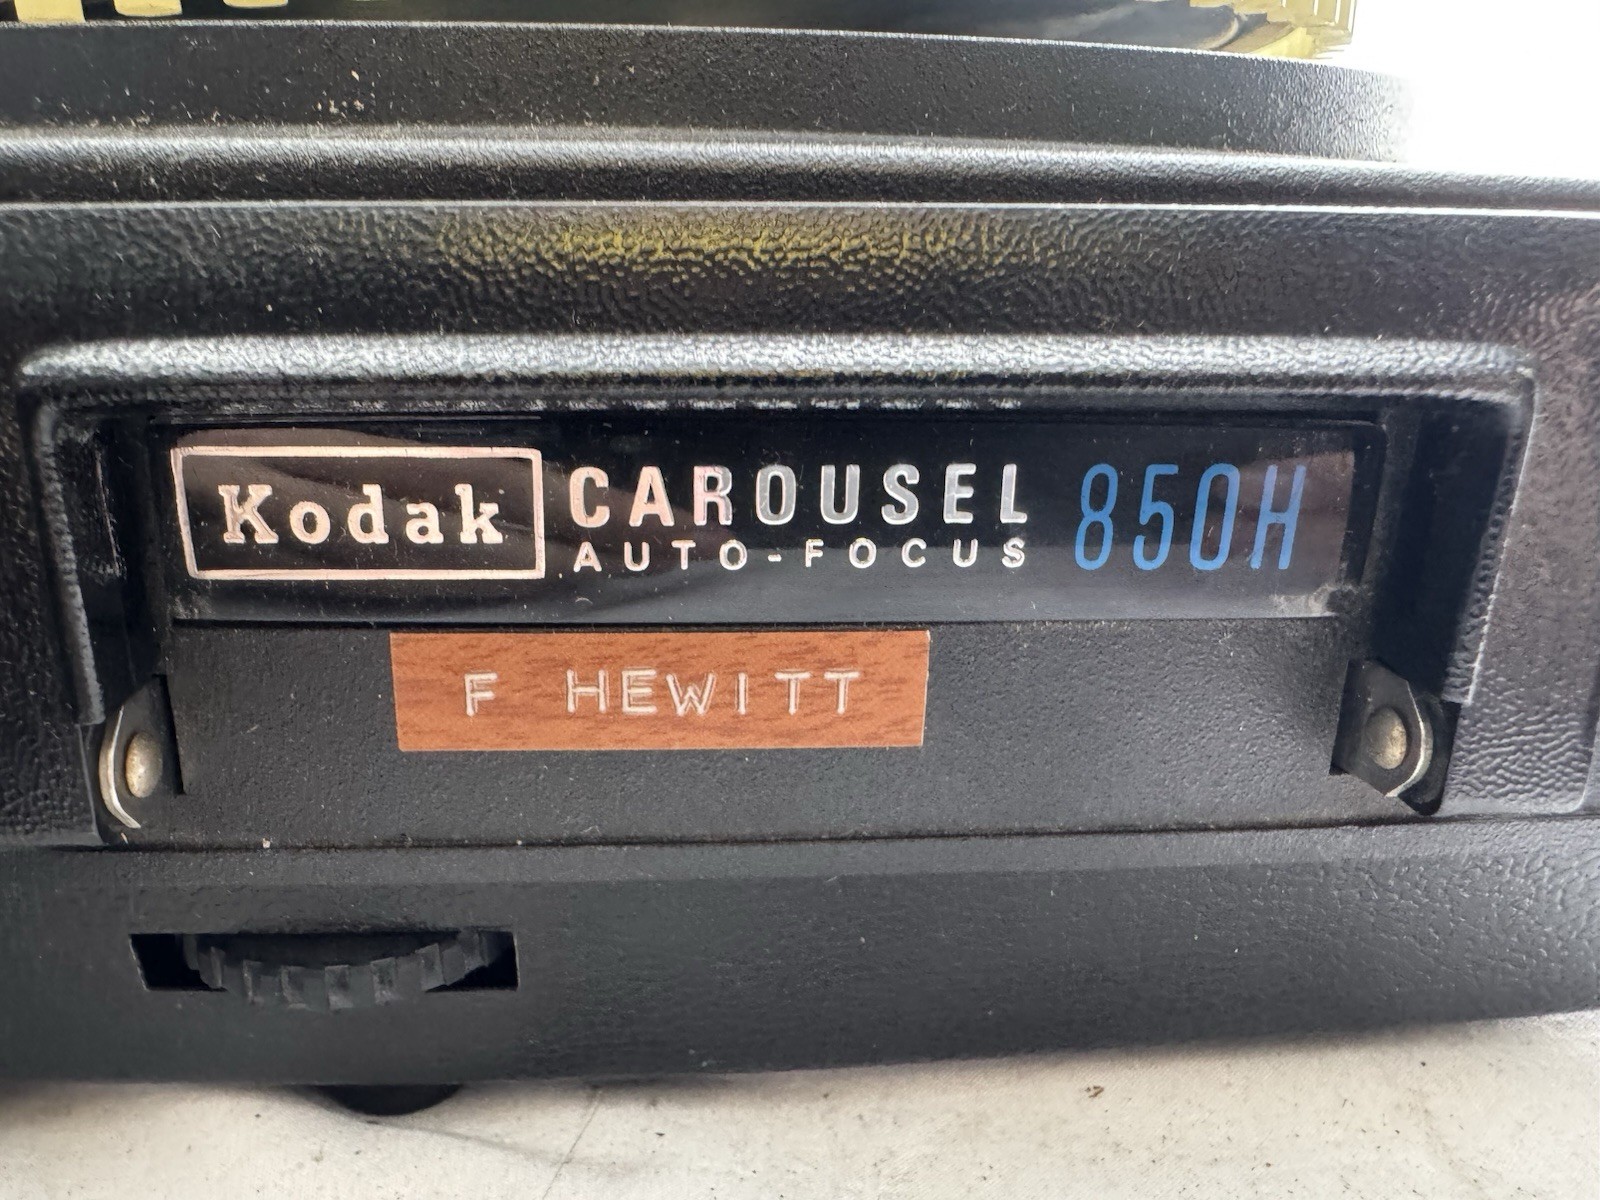 Kodak CAROUSEL 850H
AUTO-FOCUS
F HEWITT